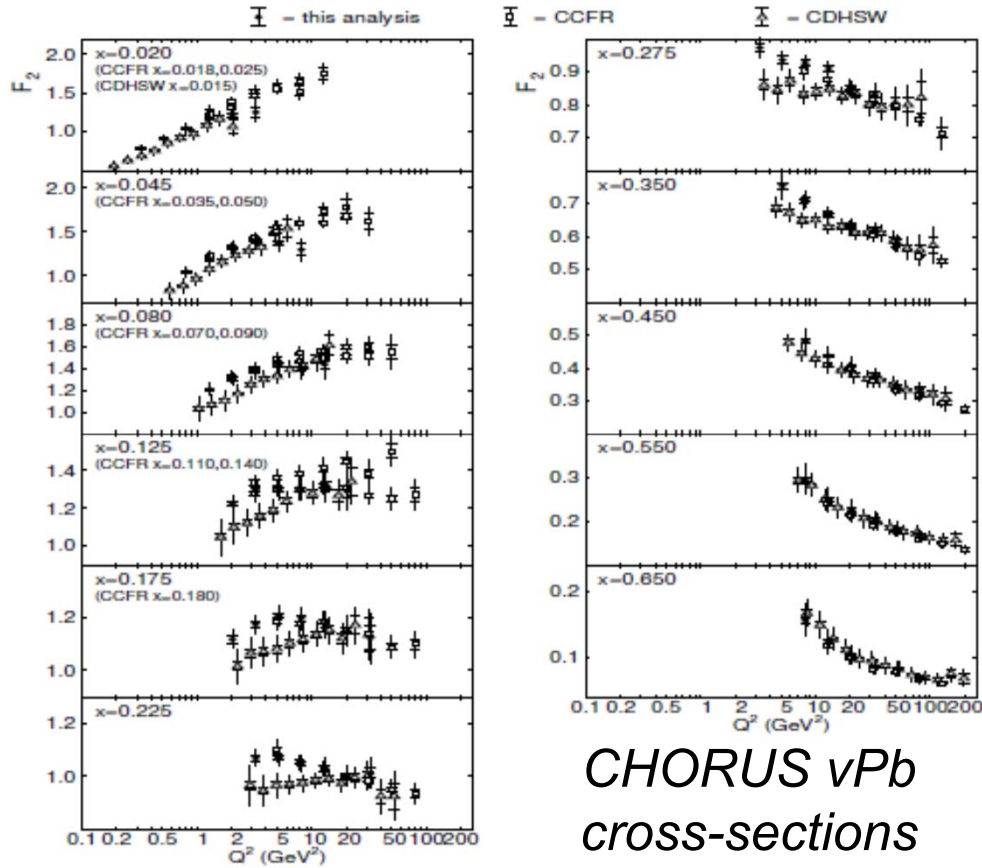 = this analysis
= CCFR
= CDHSW
F2
2.0
1.5
1.0
x=0.020
(CCFR x=0.018,0.025)
(CDHSW x=0.015)
2.0
1.5
1.0
x=0.045
(CCFR x=0.035,0.050)
1.8
1.6
1.4
1.2
1.0
x=0.080
(CCFR x=0.070,0.090)
1.4
1.2
1.0
x=0.125
(CCFR x=0.110,0.140)
1.2
1.0
x=0.175
(CCFR x=0.180)
1.2
1.0
x=0.225
0.1 0.2 1 2 5 10 20 50 100 200
Q² (GeV²)
F2
0.9
0.8
0.7
x=0.275
0.7
0.6
0.5
x=0.350
0.5
0.4
0.3
x=0.450
0.3
0.2
x=0.550
0.2
0.1
x=0.650
0.1 0.2 1 2 5 10 20 50 100 200
Q² (GeV²)
CHORUS νPb
cross-sections